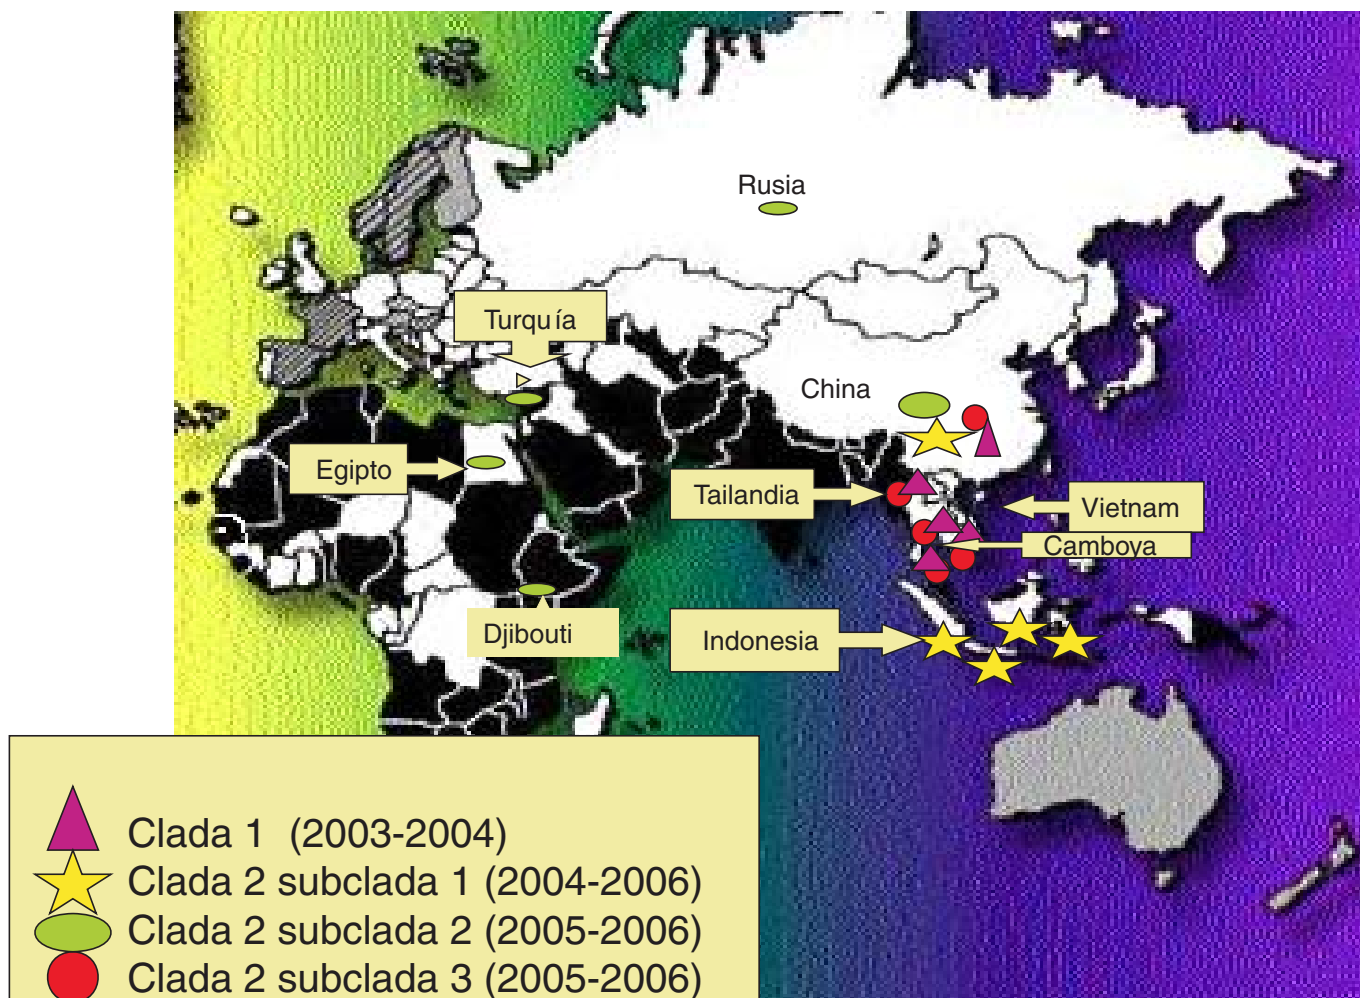 Rusia
Turquía
China
Egipto
Tailandia
Vietnam
Camboya
Djibouti
Indonesia
Clada 1 (2003-2004)
Clada 2 subclada 1 (2004-2006)
Clada 2 subclada 2 (2005-2006)
Clada 2 subclada 3 (2005-2006)